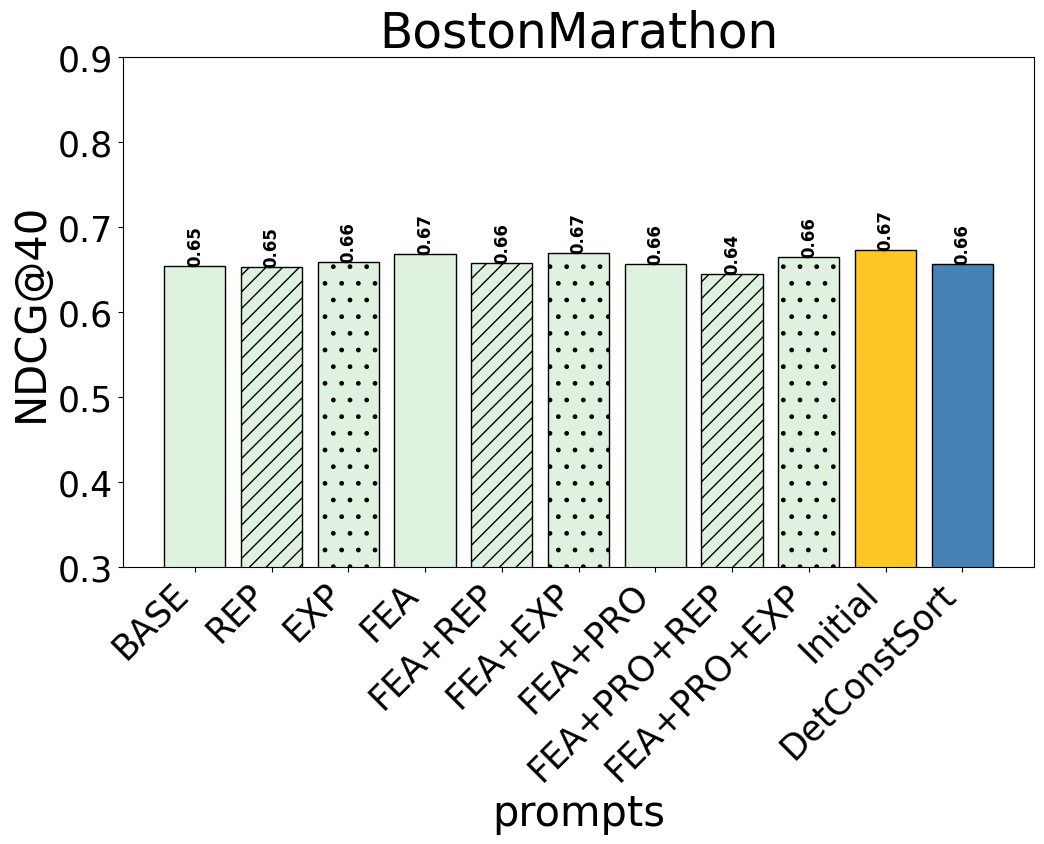 BostonMarathon
NDCG@40
0.9
0.8
0.7
0.6
0.5
0.4
0.3
0.65
0.65
0.66
0.67
0.66
0.67
0.66
0.64
0.66
0.67
0.66
BASE
REP
EXP
FEA
FEA+REP
FEA+EXP
FEA+PRO
FEA+PRO+REP
FEA+PRO+EXP
Initial
DetConstSort
prompts